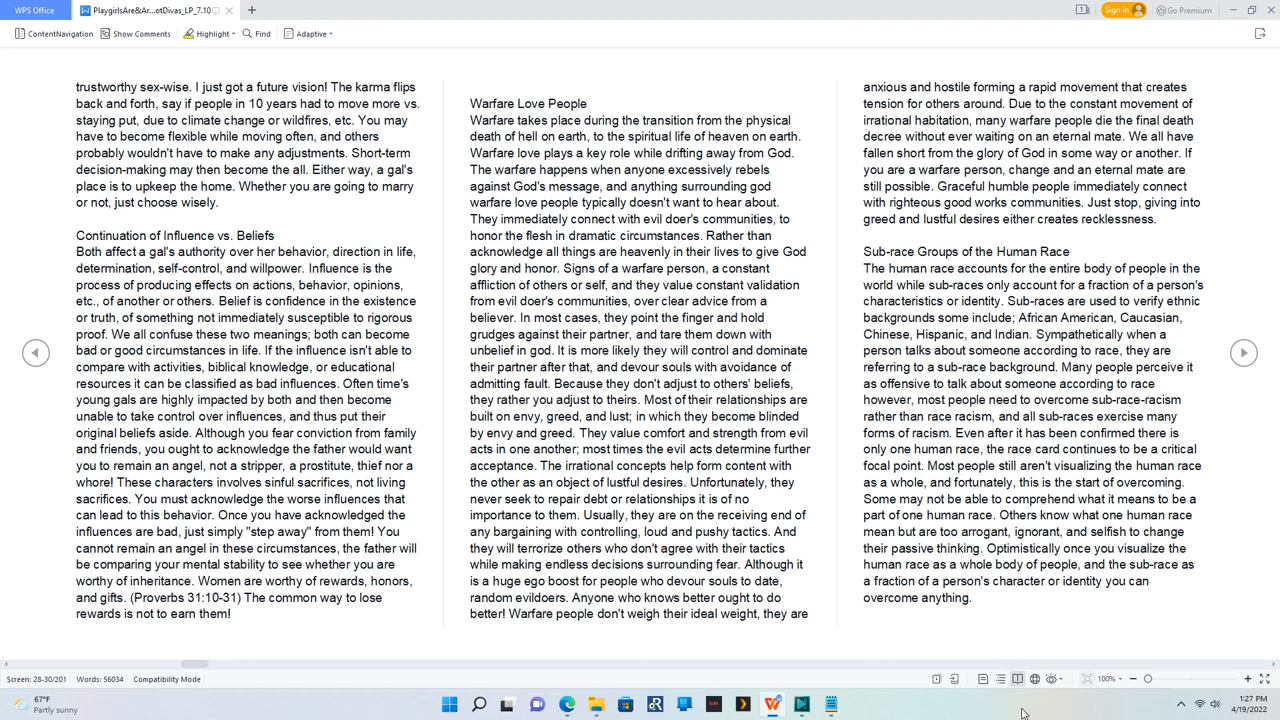 WPS Office
PlaygirlsAre&Ar...otDivas_LP_7.10
Sign in
Go Premium
ContentNavigation
Show Comments
Highlight
Find
Adaptive
trustworthy sex-wise. I just got a future vision! The karma flips
back and forth, say if people in 10 years had to move more vs.
staying put, due to climate change or wildfires, etc. You may
have to become flexible while moving often, and others
probably wouldn't have to make any adjustments. Short-term
decision-making may then become the all. Either way, a gal's
place is to upkeep the home. Whether you are going to marry
or not, just choose wisely.
Continuation of Influence vs. Beliefs
Both affect a gal's authority over her behavior, direction in life,
determination, self-control, and willpower. Influence is the
process of producing effects on actions, behavior, opinions,
etc., of another or others. Belief is confidence in the existence
or truth, of something not immediately susceptible to rigorous
proof. We all confuse these two meanings; both can become
bad or good circumstances in life. If the influence isn't able to
compare with activities, biblical knowledge, or educational
resources it can be classified as bad influences. Often time's
young gals are highly impacted by both and then become
unable to take control over influences, and thus put their
original beliefs aside. Although you fear conviction from family
and friends, you ought to acknowledge the father would want
you to remain an angel, not a stripper, a prostitute, thief nor a
whore! These characters involves sinful sacrifices, not living
sacrifices. You must acknowledge the worse influences that
can lead to this behavior. Once you have acknowledged the
influences are bad, just simply "step away" from them! You
cannot remain an angel in these circumstances, the father will
be comparing your mental stability to see whether you are
worthy of inheritance. Women are worthy of rewards, honors,
and gifts. (Proverbs 31:10-31) The common way to lose
rewards is not to earn them!
Warfare Love People
Warfare takes place during the transition from the physical
death of hell on earth, to the spiritual life of heaven on earth.
Warfare love plays a key role while drifting away from God.
The warfare happens when anyone excessively rebels
against God's message, and anything surrounding god
warfare love people typically doesn't want to hear about.
They immediately connect with evil doer's communities, to
honor the flesh in dramatic circumstances. Rather than
acknowledge all things are heavenly in their lives to give God
glory and honor. Signs of a warfare person, a constant
affliction of others or self, and they value constant validation
from evil doer's communities, over clear advice from a
believer. In most cases, they point the finger and hold
grudges against their partner, and tare them down with
unbelief in god. It is more likely they will control and dominate
their partner after that, and devour souls with avoidance of
admitting fault. Because they don't adjust to others' beliefs,
they rather you adjust to theirs. Most of their relationships are
built on envy, greed, and lust; in which they become blinded
by envy and greed. They value comfort and strength from evil
acts in one another; most times the evil acts determine further
acceptance. The irrational concepts help form content with
the other as an object of lustful desires. Unfortunately, they
never seek to repair debt or relationships it is of no
importance to them. Usually, they are on the receiving end of
any bargaining with controlling, loud and pushy tactics. And
they will terrorize others who don't agree with their tactics
while making endless decisions surrounding fear. Although it
is a huge ego boost for people who devour souls to date,
random evildoers. Anyone who knows better ought to do
better! Warfare people don't weigh their ideal weight, they are
anxious and hostile forming a rapid movement that creates
tension for others around. Due to the constant movement of
irrational habitation, many warfare people die the final death
decree without ever waiting on an eternal mate. We all have
fallen short from the glory of God in some way or another. If
you are a warfare person, change and an eternal mate are
still possible. Graceful humble people immediately connect
with righteous good works communities. Just stop, giving into
greed and lustful desires either creates recklessness.
Sub-race Groups of the Human Race
The human race accounts for the entire body of people in the
world while sub-races only account for a fraction of a person's
characteristics or identity. Sub-races are used to verify ethnic
backgrounds some include; African American, Caucasian,
Chinese, Hispanic, and Indian. Sympathetically when a
person talks about someone according to race, they are
referring to a sub-race background. Many people perceive it
as offensive to talk about someone according to race
however, most people need to overcome sub-race-racism
rather than race racism, and all sub-races exercise many
forms of racism. Even after it has been confirmed there is
only one human race, the race card continues to be a critical
focal point. Most people still aren't visualizing the human race
as a whole, and fortunately, this is the start of overcoming.
Some may not be able to comprehend what it means to be a
part of one human race. Others know what one human race
mean but are too arrogant, ignorant, and selfish to change
their passive thinking. Optimistically once you visualize the
human race as a whole body of people, and the sub-race as
a fraction of a person's character or identity you can
overcome anything.
Screen: 28-30/201
Words: 56034
Compatibility Mode
100%
67°F
Partly sunny
1:27 PM
4/19/2022